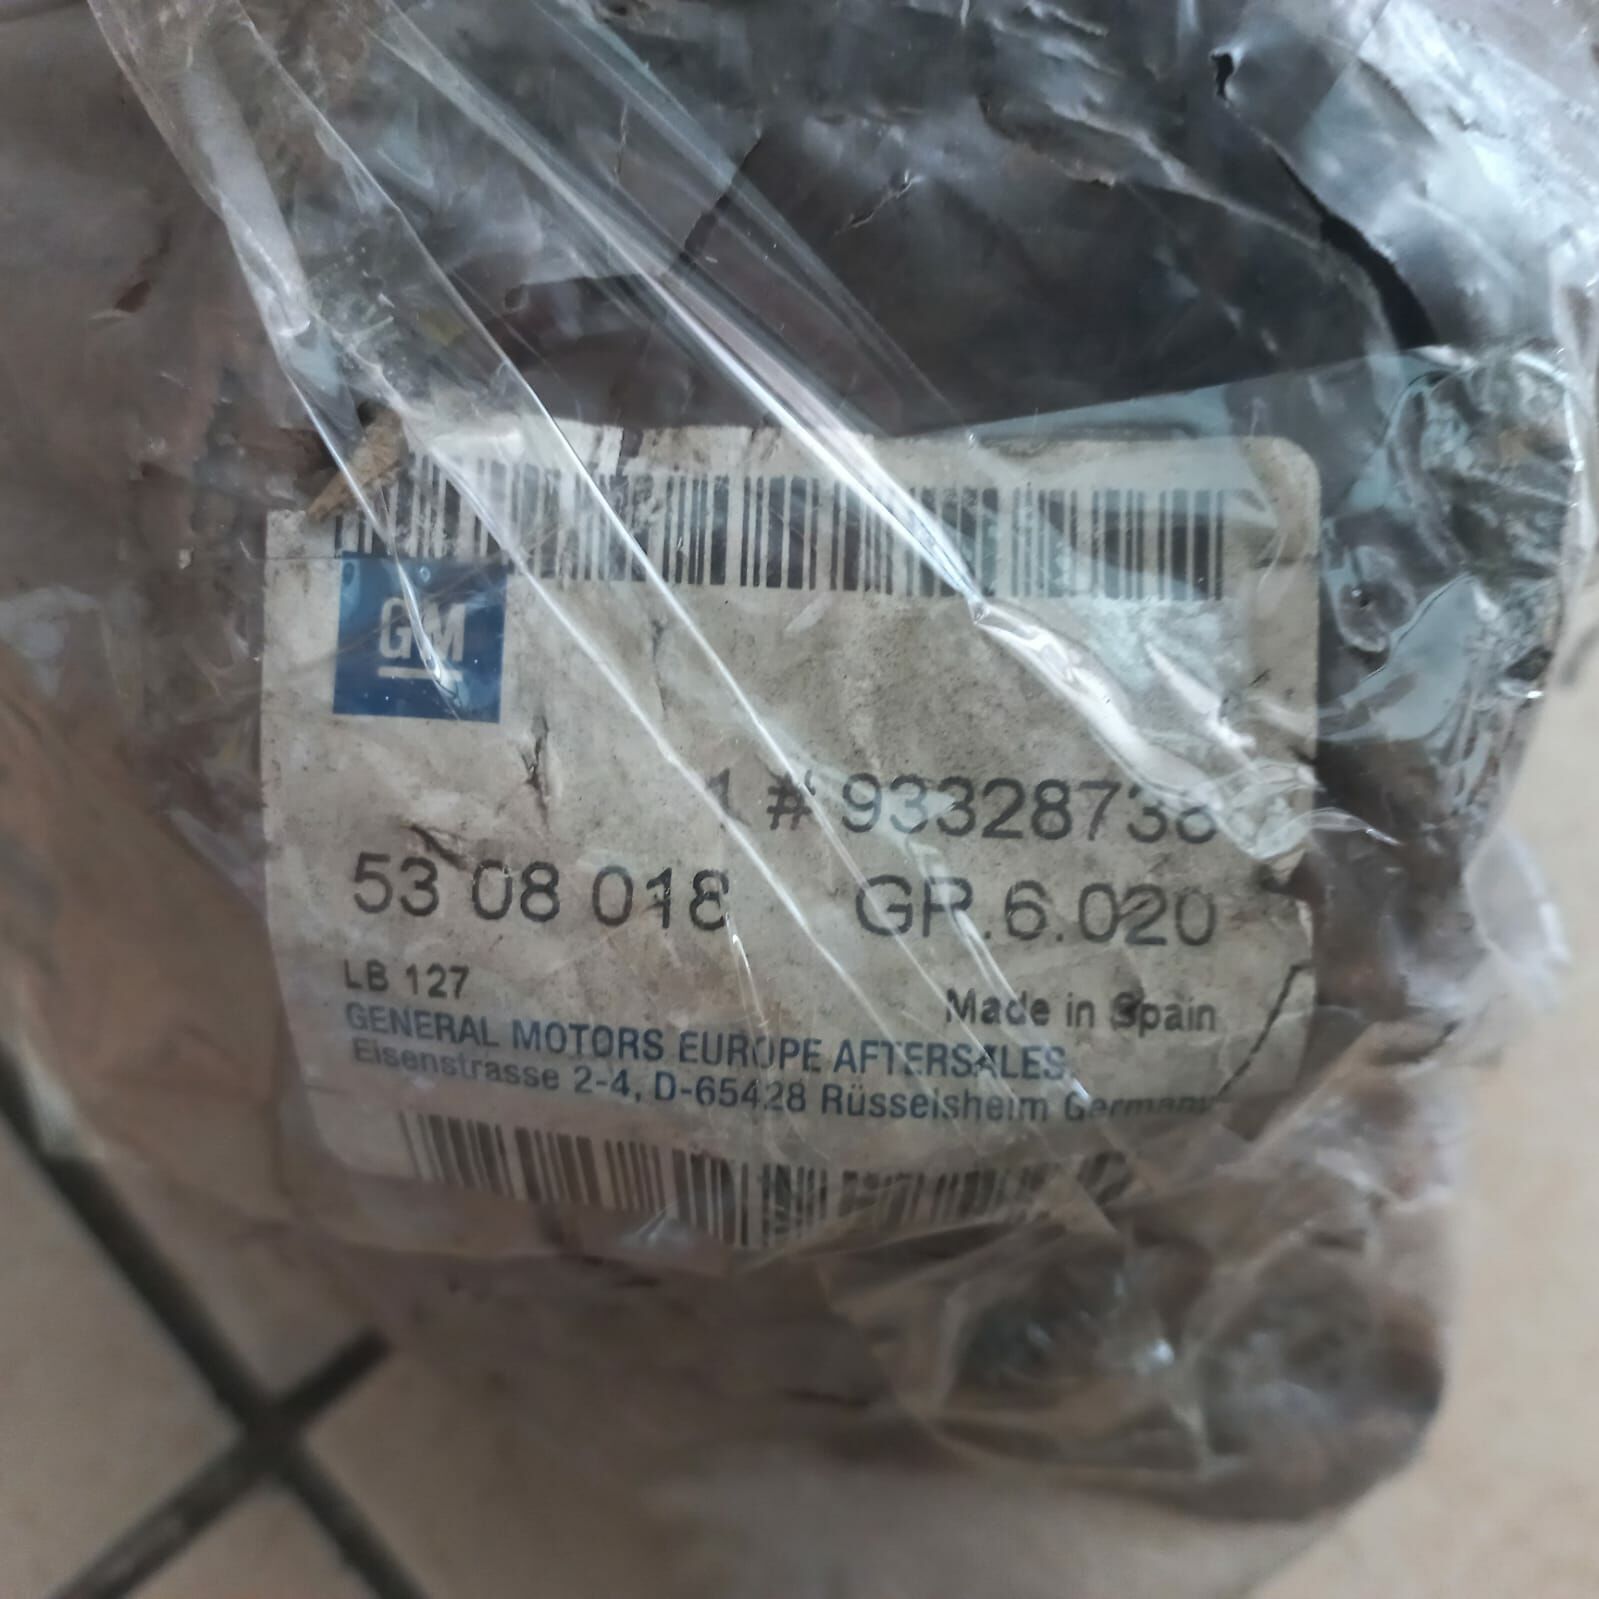 GM
1 # 93328738
53 08 018 GR.6.020
LB 127
Made in Spain
GENERAL MOTORS EUROPE AFTERSALES,
Eisenstrasse 2-4, D-65428 Rüsselsheim Germany